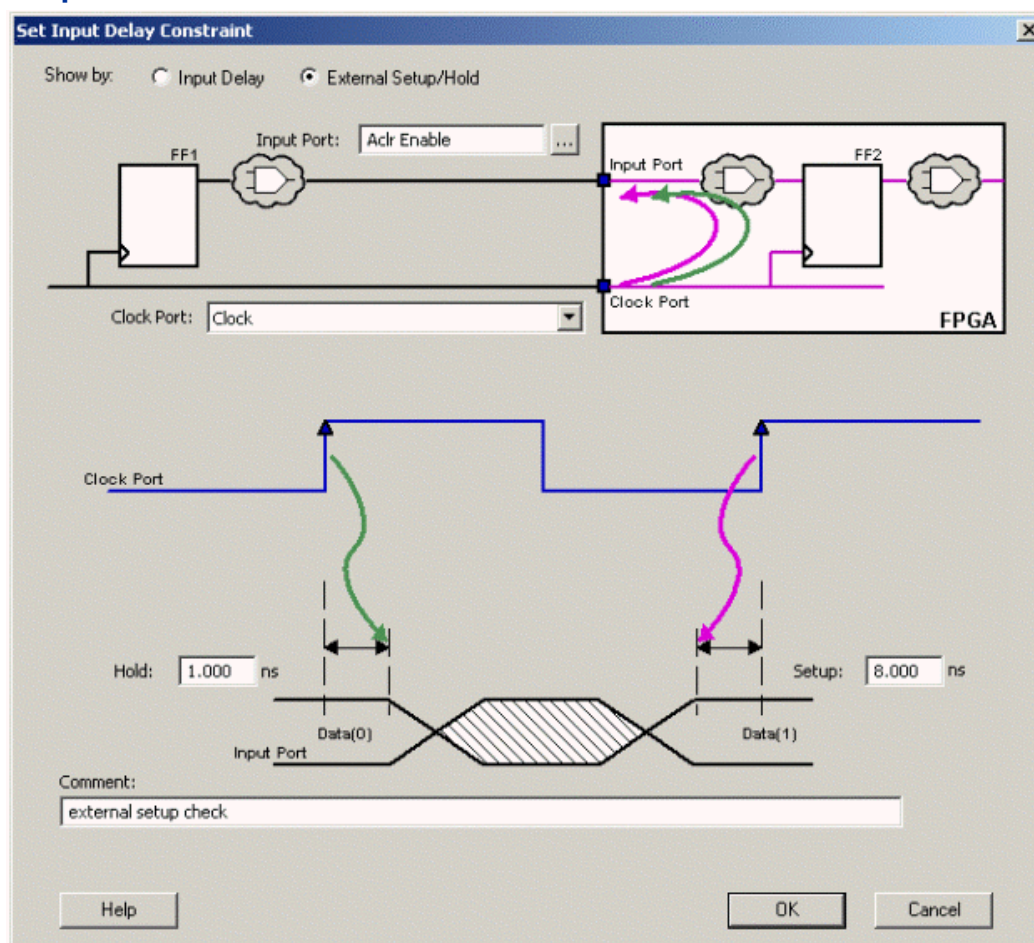 Set Input Delay Constraint
Show by: Input Delay External Setup/Hold
Input Port: Aclr Enable ...
FF1
Input Port
FF2
Clock Port
Clock Port: Clock
FPGA
Clock Port
Hold: 1.000 ns
Setup: 8.000 ns
Data(0)
Data(1)
Input Port
Comment:
external setup check
Help OK Cancel